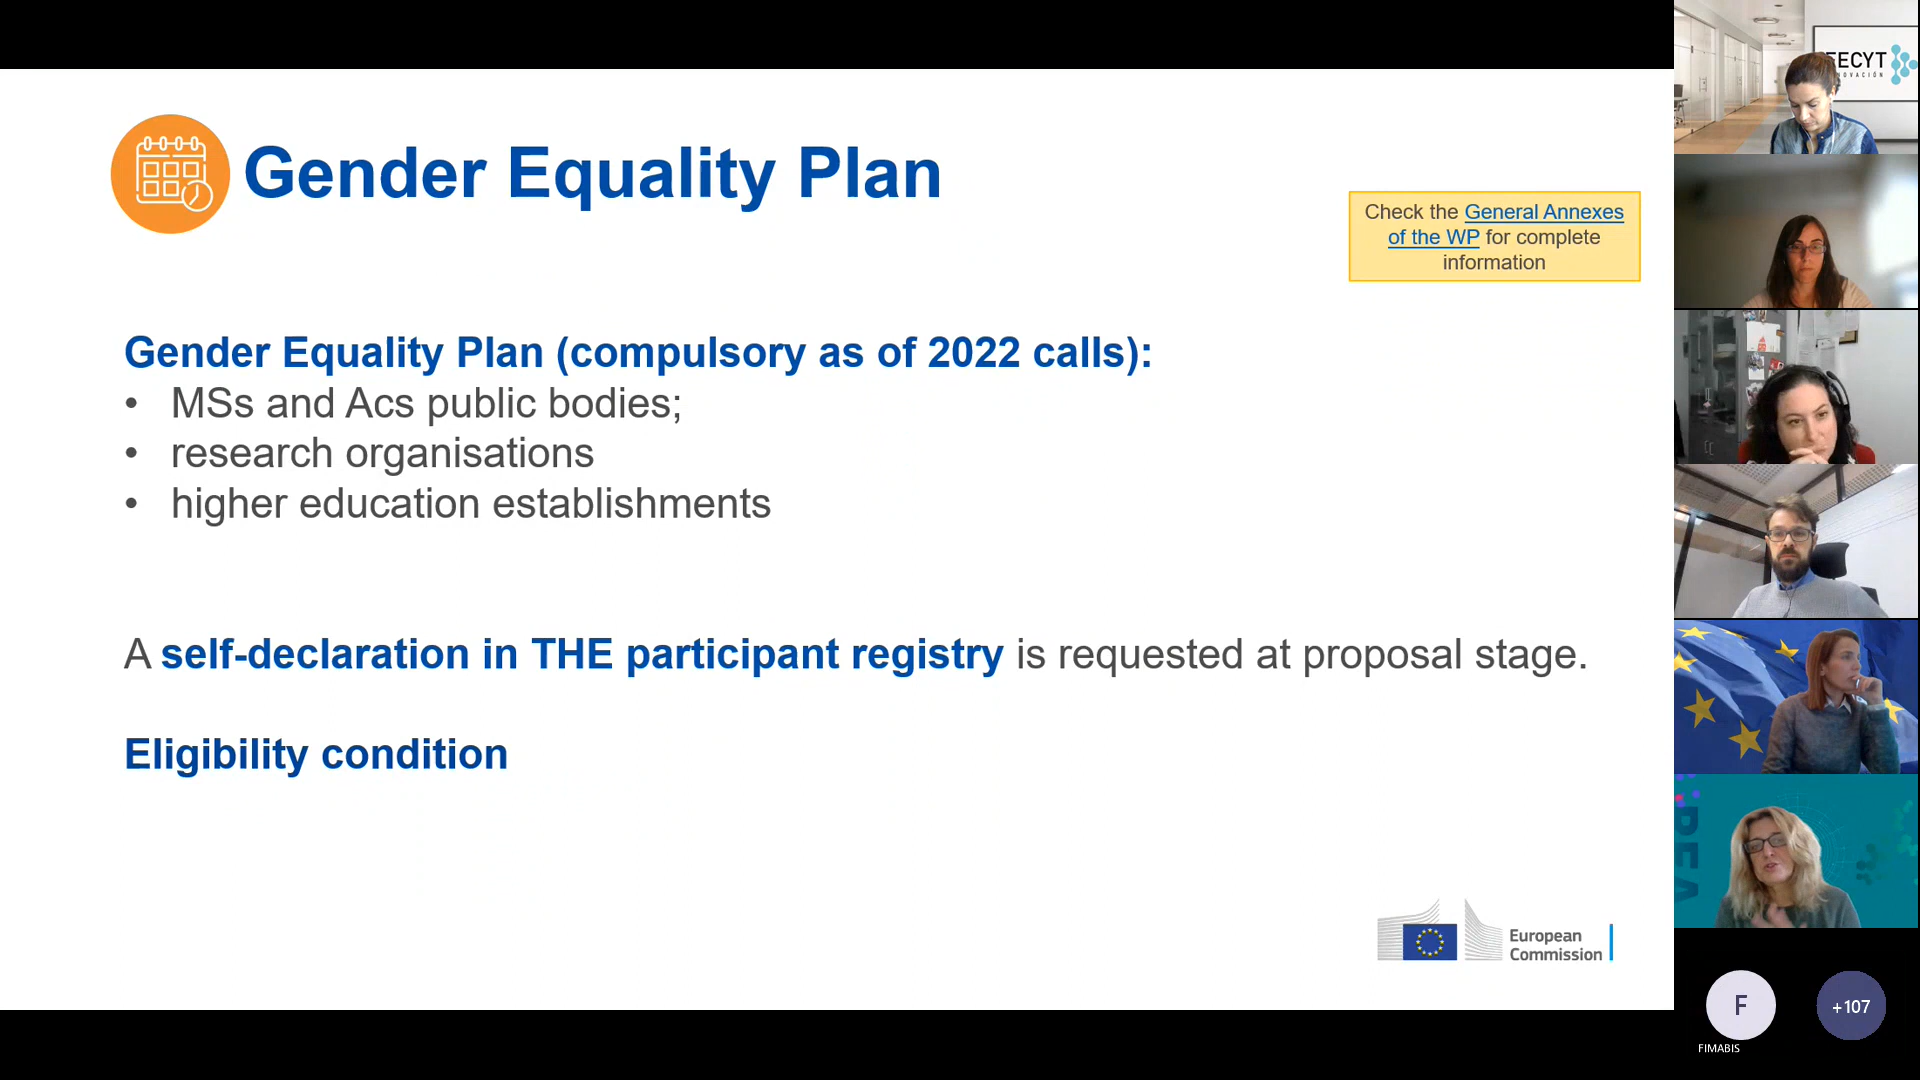 Gender Equality Plan
Check the General Annexes
of the WP for complete
information
Gender Equality Plan (compulsory as of 2022 calls):
• MSs and Acs public bodies;
• research organisations
• higher education establishments
A self-declaration in THE participant registry is requested at proposal stage.
Eligibility condition
European
Commission
ECYT
REA
F
+107
FIMABIS